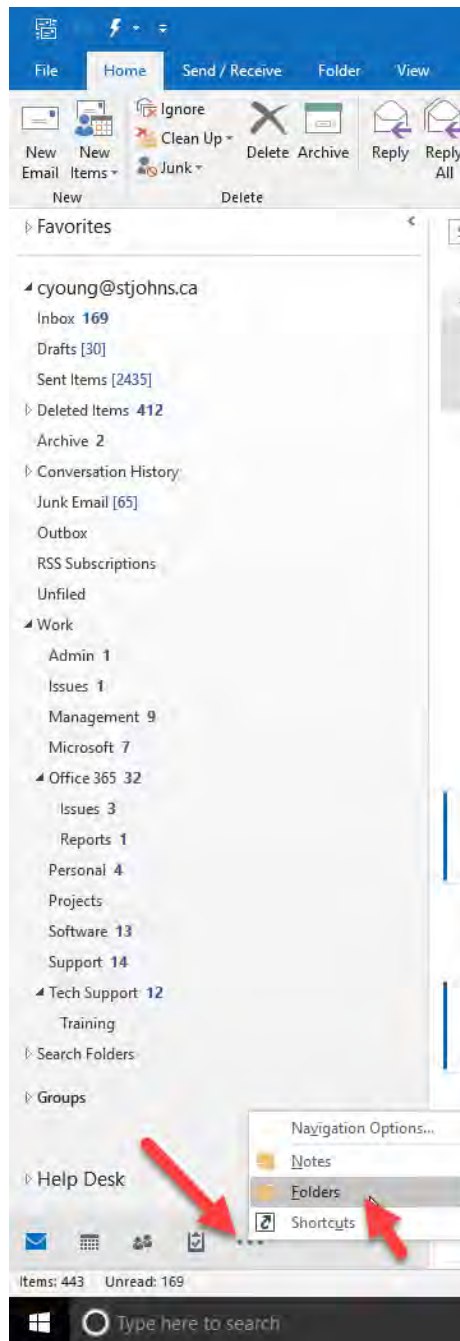 File Home Send / Receive Folder View
Ignore
Clean Up
Junk
New Email
New Items
Delete Archive Reply Reply All
New Delete
Favorites
cyoung@stjohns.ca
Inbox 169
Drafts [30]
Sent Items [2435]
Deleted Items 412
Archive 2
Conversation History
Junk Email [65]
Outbox
RSS Subscriptions
Unfiled
Work
Admin 1
Issues 1
Management 9
Microsoft 7
Office 365 32
Issues 3
Reports 1
Personal 4
Projects
Software 13
Support 14
Tech Support 12
Training
Search Folders
Groups
Navigation Options...
Notes
Help Desk
Folders
Shortcuts
Items: 443 Unread: 169
Type here to search